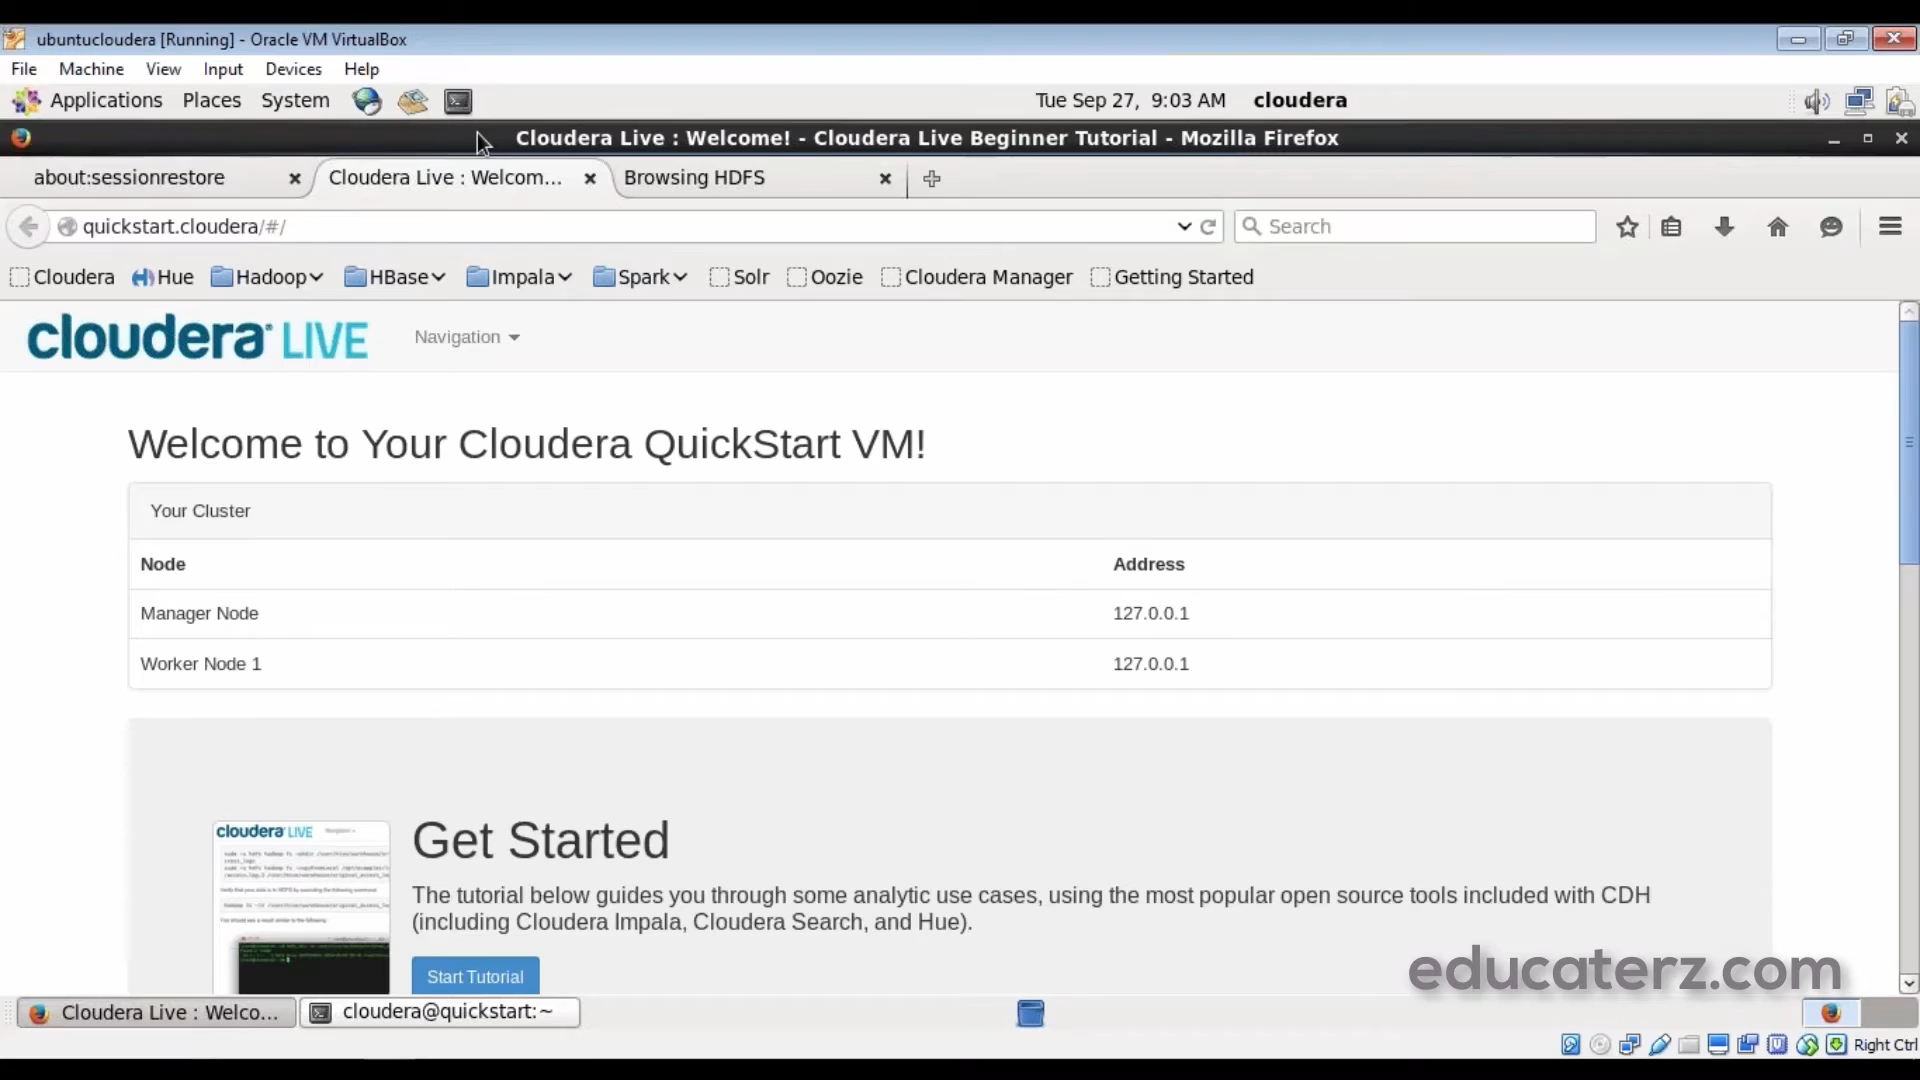 ubuntucloudera [Running] - Oracle VM VirtualBox
File Machine View Input Devices Help
Applications Places System Tue Sep 27, 9:03 AM cloudera
Cloudera Live : Welcome! - Cloudera Live Beginner Tutorial - Mozilla Firefox
about:sessionrestore Cloudera Live : Welcom... Browsing HDFS
quickstart.cloudera/#/ Search
Cloudera Hue Hadoop HBase Impala Spark Solr Oozie Cloudera Manager Getting Started
cloudera LIVE Navigation
Welcome to Your Cloudera QuickStart VM!
Your Cluster
Node Address
Manager Node 127.0.0.1
Worker Node 1 127.0.0.1
cloudera LIVE
Get Started
The tutorial below guides you through some analytic use cases, using the most popular open source tools included with CDH
(including Cloudera Impala, Cloudera Search, and Hue).
Start Tutorial
educaterz.com
Cloudera Live : Welco... cloudera@quickstart:~
Right Ctrl